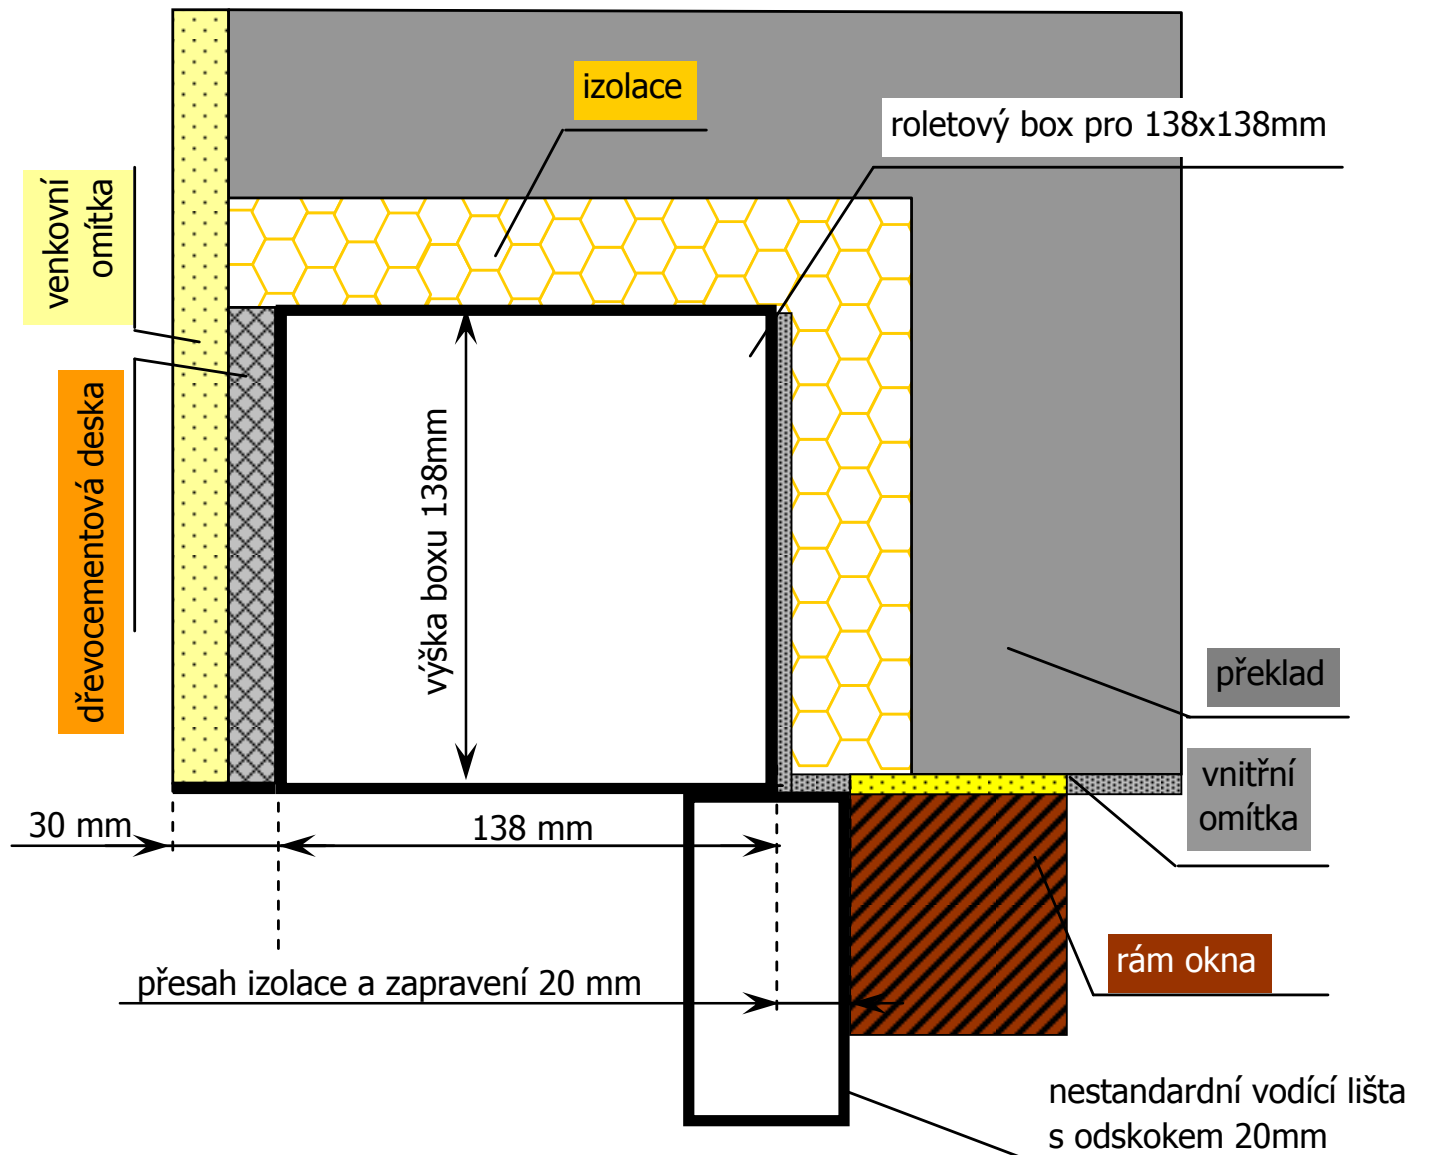 izolace
roletový box pro 138x138mm
venkovní
omítka
dřevocementová deska
výška boxu 138mm
překlad
vnitřní
omítka
30 mm
138 mm
rám okna
přesah izolace a zapravení 20 mm
nestandardní vodící lišta
s odskokem 20mm